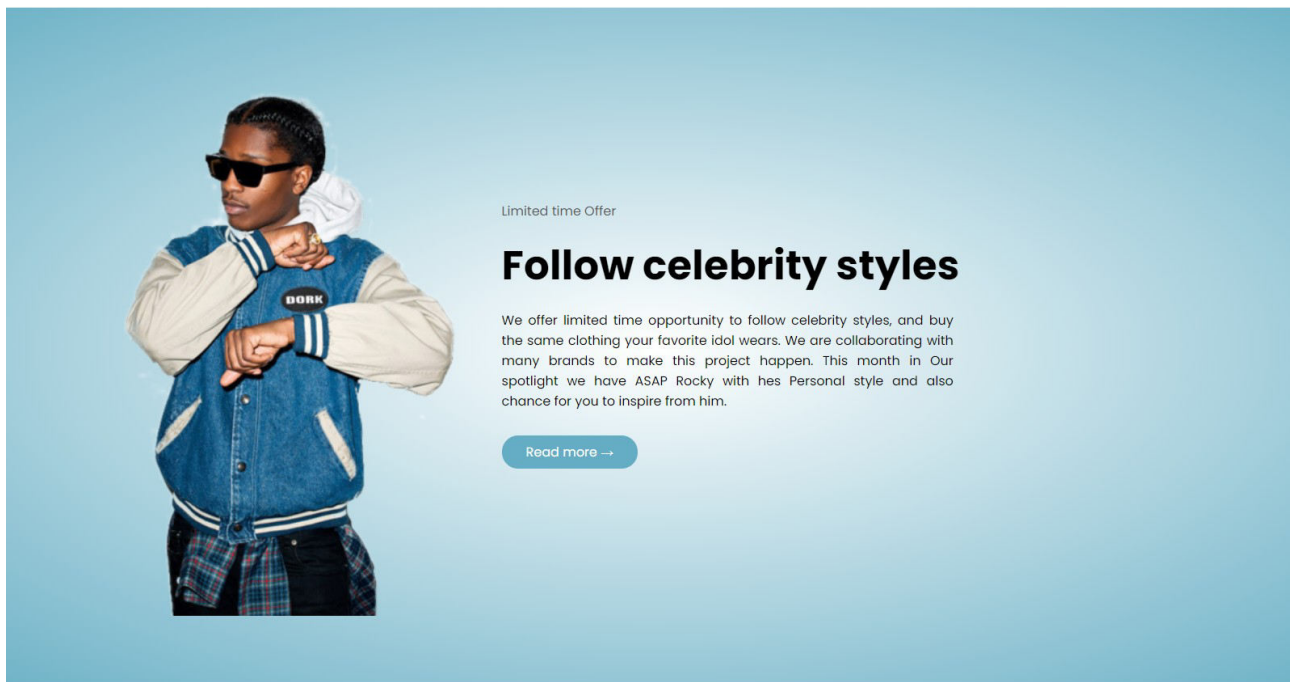 Limited time Offer
Follow celebrity styles
We offer limited time opportunity to follow celebrity styles, and buy
the same clothing your favorite idol wears. We are collaborating with
many brands to make this project happen. This month in Our
spotlight we have ASAP Rocky with hes Personal style and also
chance for you to inspire from him.
Read more →
DORK